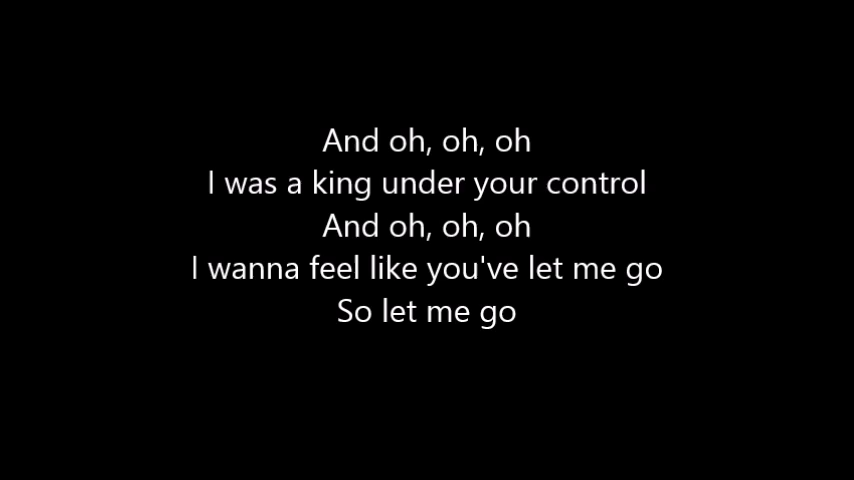 And oh, oh, oh
I was a king under your control
And oh, oh, oh
I wanna feel like you've let me go
So let me go